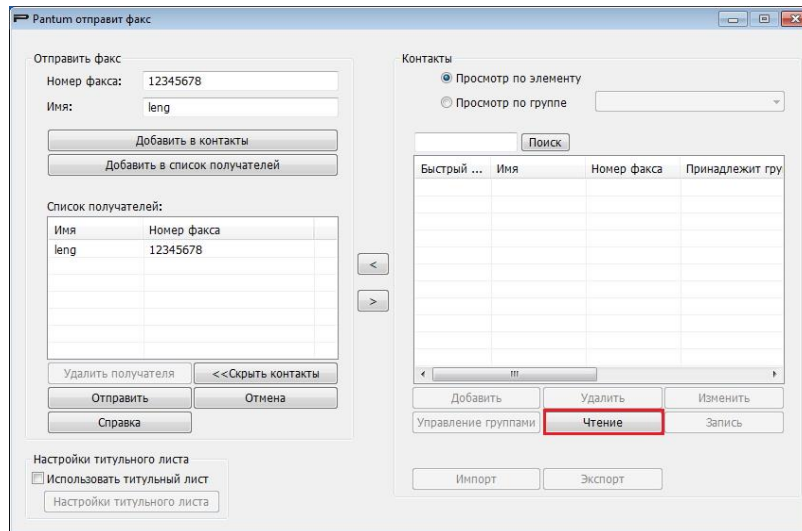 Pantum отправит факс
Отправить факс
Номер факса: 12345678
Имя: leng
Добавить в контакты
Добавить в список получателей
Список получателей:
Имя Номер факса
leng 12345678
Удалить получателя <<Скрыть контакты
Отправить Отмена
Справка
Настройки титульного листа
Использовать титульный лист
Настройки титульного листа
<
>
Контакты
Просмотр по элементу
Просмотр по группе
Поиск
Быстрый ... Имя Номер факса Принадлежит гру
Добавить Удалить Изменить
Управление группами Чтение Запись
Импорт Экспорт